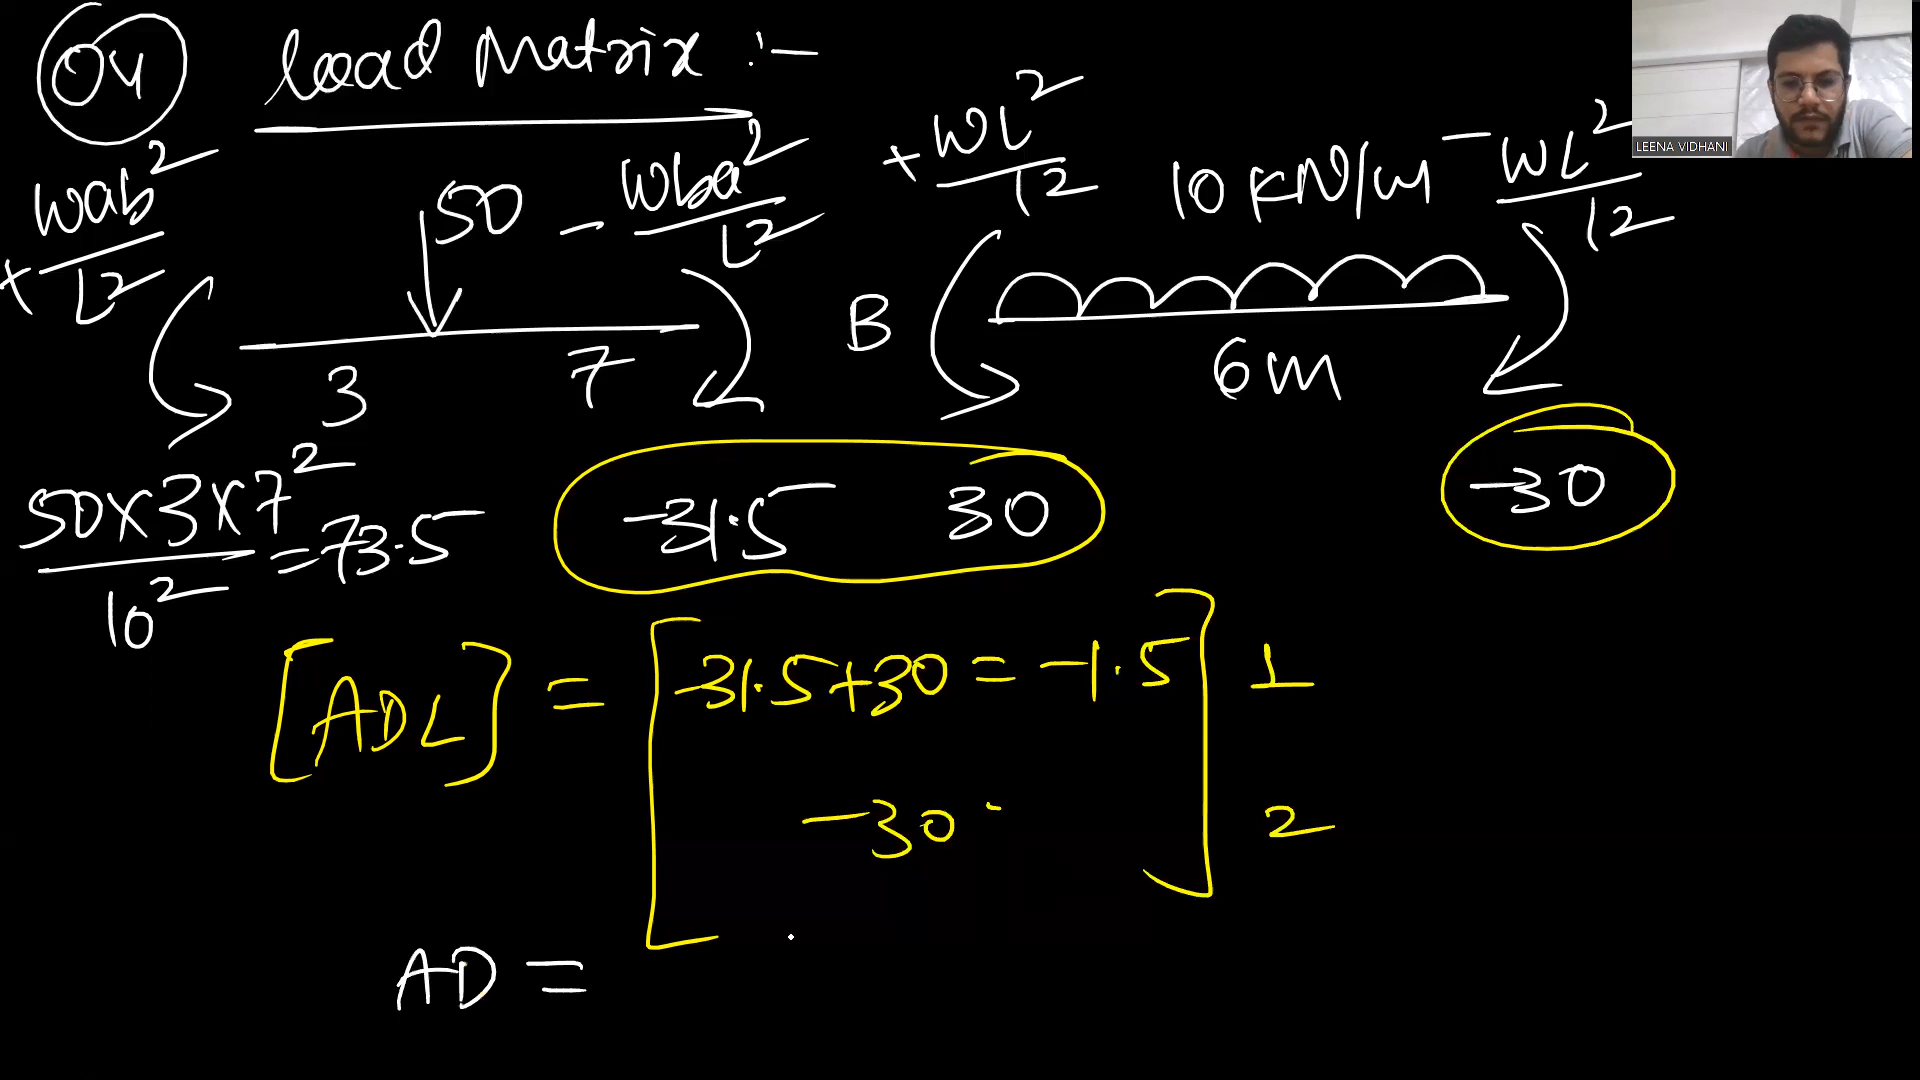 04 Load Matrix :-
+ wab²/L² 50 - wba²/L² + WL²/12 10 KN/m - WL²/12
3 7 B 6m
50x3x7²/10² = 73.5 -31.5 30 -30
[ADL] = [-31.5+30 = -1.5] 1
-30 2
AD =
LEENA VIDHANI